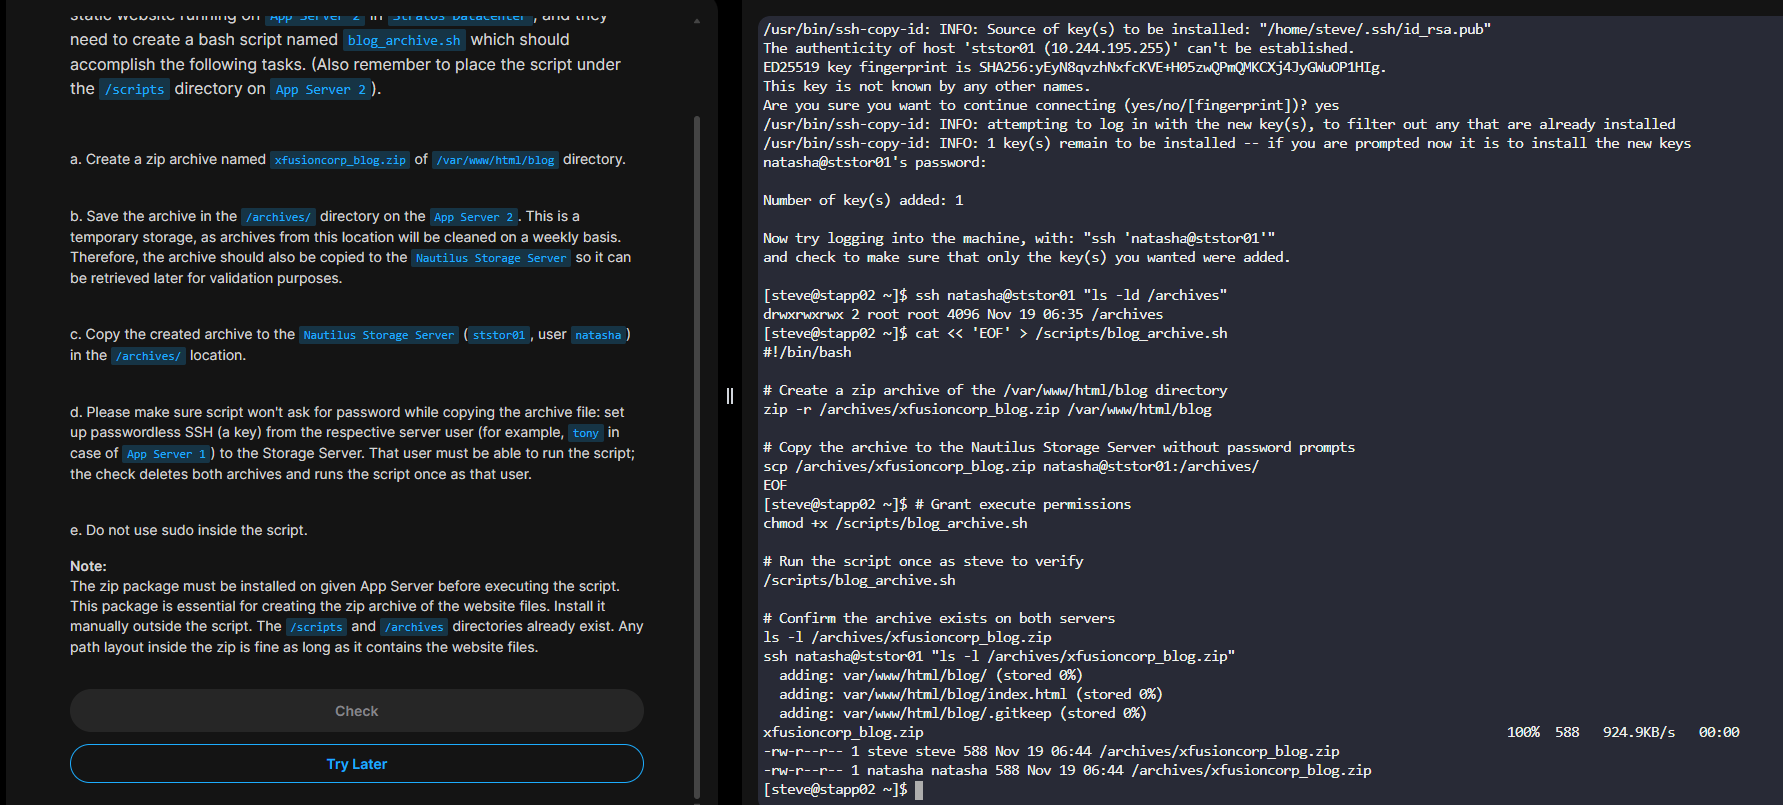 static website running on App Server 2 in Stratos Datacenter, and they
need to create a bash script named blog_archive.sh which should
accomplish the following tasks. (Also remember to place the script under
the /scripts directory on App Server 2).
a. Create a zip archive named xfusioncorp_blog.zip of /var/www/html/blog directory.
b. Save the archive in the /archives/ directory on the App Server 2. This is a
temporary storage, as archives from this location will be cleaned on a weekly basis.
Therefore, the archive should also be copied to the Nautilus Storage Server so it can
be retrieved later for validation purposes.
c. Copy the created archive to the Nautilus Storage Server (ststor01, user natasha)
in the /archives/ location.
d. Please make sure script won't ask for password while copying the archive file: set
up passwordless SSH (a key) from the respective server user (for example, tony in
case of App Server 1) to the Storage Server. That user must be able to run the script;
the check deletes both archives and runs the script once as that user.
e. Do not use sudo inside the script.
Note:
The zip package must be installed on given App Server before executing the script.
This package is essential for creating the zip archive of the website files. Install it
manually outside the script. The /scripts and /archives directories already exist. Any
path layout inside the zip is fine as long as it contains the website files.
Check
Try Later
/usr/bin/ssh-copy-id: INFO: Source of key(s) to be installed: "/home/steve/.ssh/id_rsa.pub"
The authenticity of host 'ststor01 (10.244.195.255)' can't be established.
ED25519 key fingerprint is SHA256:yEyN8qvzhNxfcKVE+H05zwQPmQMKCXj4JyGWuOP1HIg.
This key is not known by any other names.
Are you sure you want to continue connecting (yes/no/[fingerprint])? yes
/usr/bin/ssh-copy-id: INFO: attempting to log in with the new key(s), to filter out any that are already installed
/usr/bin/ssh-copy-id: INFO: 1 key(s) remain to be installed -- if you are prompted now it is to install the new keys
natasha@ststor01's password:
Number of key(s) added: 1
Now try logging into the machine, with: "ssh 'natasha@ststor01'"
and check to make sure that only the key(s) you wanted were added.
[steve@stapp02 ~]$ ssh natasha@ststor01 "ls -ld /archives"
drwxrwxrwx 2 root root 4096 Nov 19 06:35 /archives
[steve@stapp02 ~]$ cat << 'EOF' > /scripts/blog_archive.sh
#!/bin/bash
# Create a zip archive of the /var/www/html/blog directory
zip -r /archives/xfusioncorp_blog.zip /var/www/html/blog
# Copy the archive to the Nautilus Storage Server without password prompts
scp /archives/xfusioncorp_blog.zip natasha@ststor01:/archives/
EOF
[steve@stapp02 ~]$ # Grant execute permissions
chmod +x /scripts/blog_archive.sh
# Run the script once as steve to verify
/scripts/blog_archive.sh
# Confirm the archive exists on both servers
ls -l /archives/xfusioncorp_blog.zip
ssh natasha@ststor01 "ls -l /archives/xfusioncorp_blog.zip"
adding: var/www/html/blog/ (stored 0%)
adding: var/www/html/blog/index.html (stored 0%)
adding: var/www/html/blog/.gitkeep (stored 0%)
xfusioncorp_blog.zip 100% 588 924.9KB/s 00:00
-rw-r--r-- 1 steve steve 588 Nov 19 06:44 /archives/xfusioncorp_blog.zip
-rw-r--r-- 1 natasha natasha 588 Nov 19 06:44 /archives/xfusioncorp_blog.zip
[steve@stapp02 ~]$